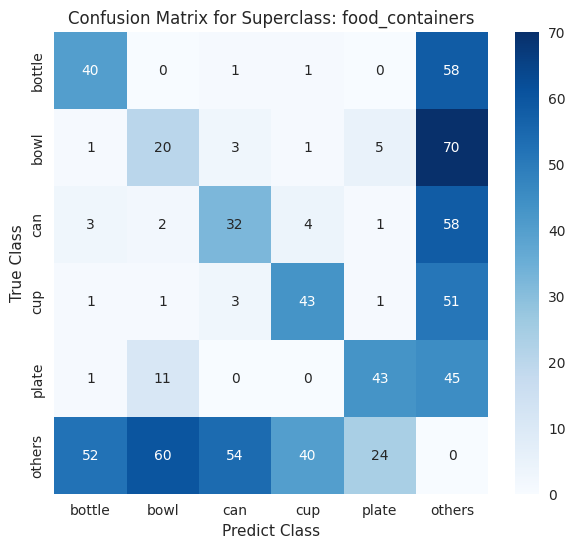 Confusion Matrix for Superclass: food_containers
bottle 40 0 1 1 0 58
bowl 1 20 3 1 5 70
can 3 2 32 4 1 58
cup 1 1 3 43 1 51
plate 1 11 0 0 43 45
others 52 60 54 40 24 0
bottle bowl can cup plate others
Predict Class
True Class
70
60
50
40
30
20
10
0